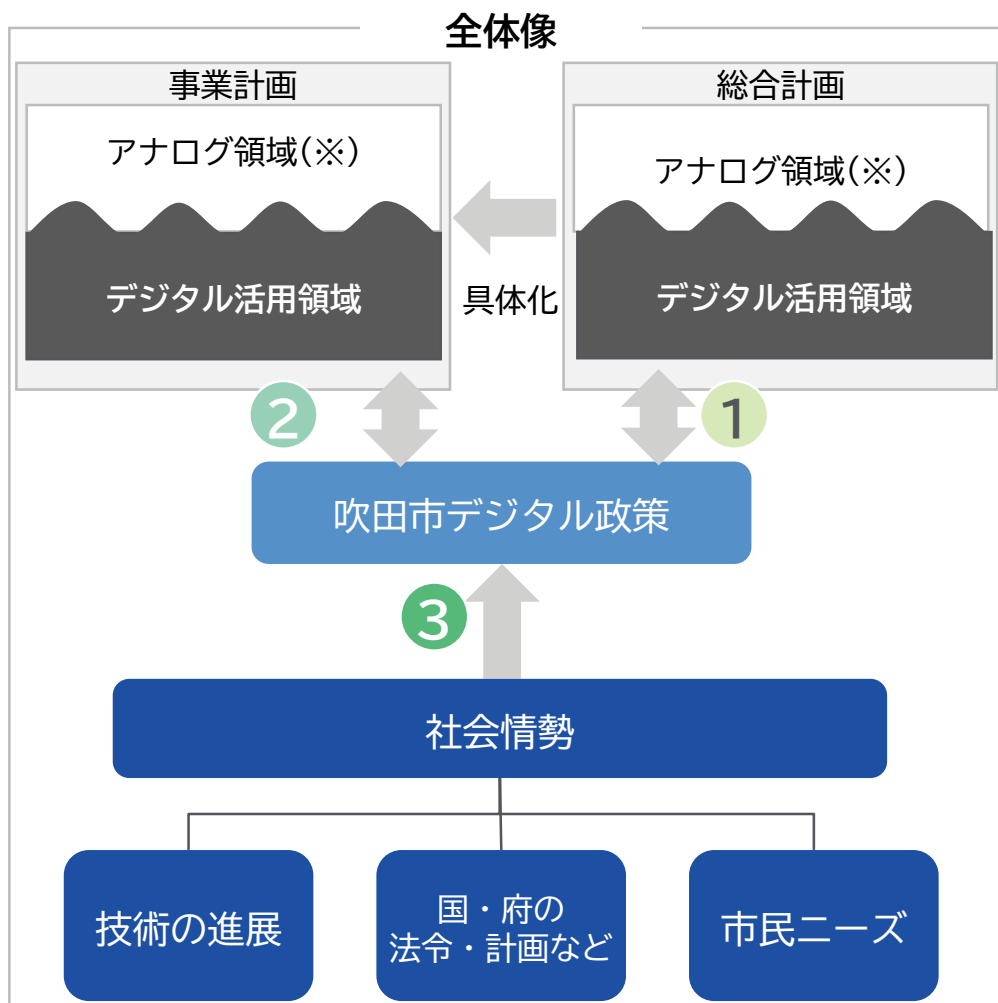 全体像
事業計画
アナログ領域(※)
デジタル活用領域
具体化
総合計画
アナログ領域(※)
デジタル活用領域
2
1
吹田市デジタル政策
3
社会情勢
技術の進展
国・府の
法令・計画など
市民ニーズ